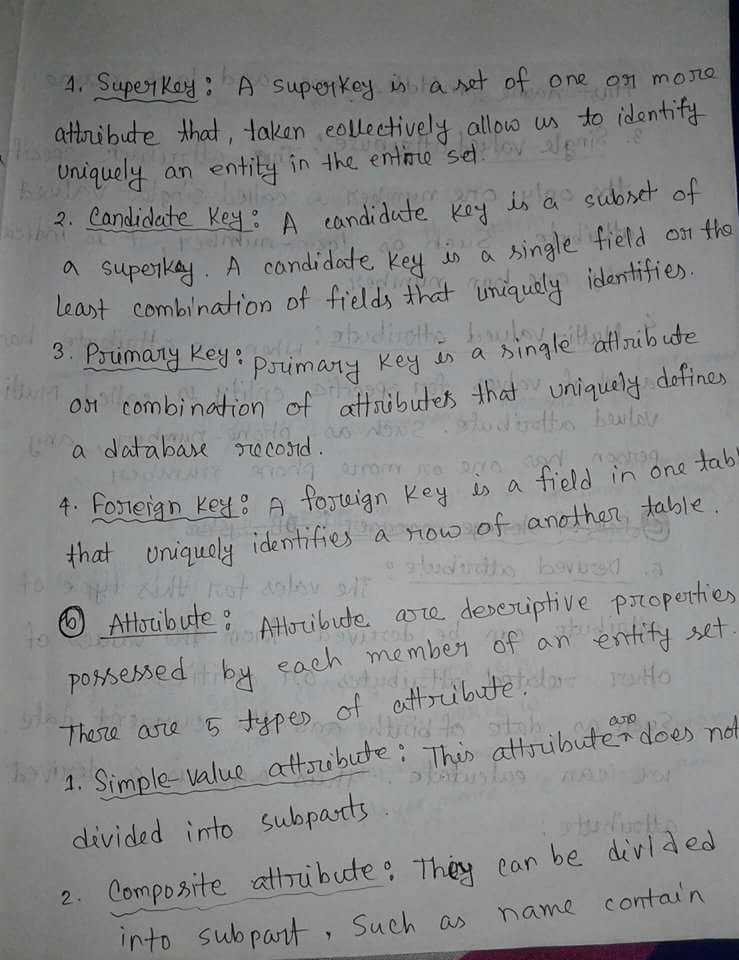 1. Superkey: A superkey is a set of one or more
attribute that, taken collectively, allow us to identify
uniquely an entity in the entire set.
2. Candidate Key: A candidate key is a subset of
a superkey. A candidate key is a single field or the
least combination of fields that uniquely identifies.
3. Primary Key: Primary key is a single attribute
or combination of attributes that uniquely defines
a database record.
4. Foreign Key: A foreign key is a field in one tabl
that uniquely identifies a row of another table.
(b) Attribute: Attribute are descriptive properties
possessed by each member of an entity set.
There are 5 types of attribute.
1. Simple-value attribute: This attribute are does not
divided into subparts.
2. Composite attribute: They can be divided
into subpart, Such as name contain